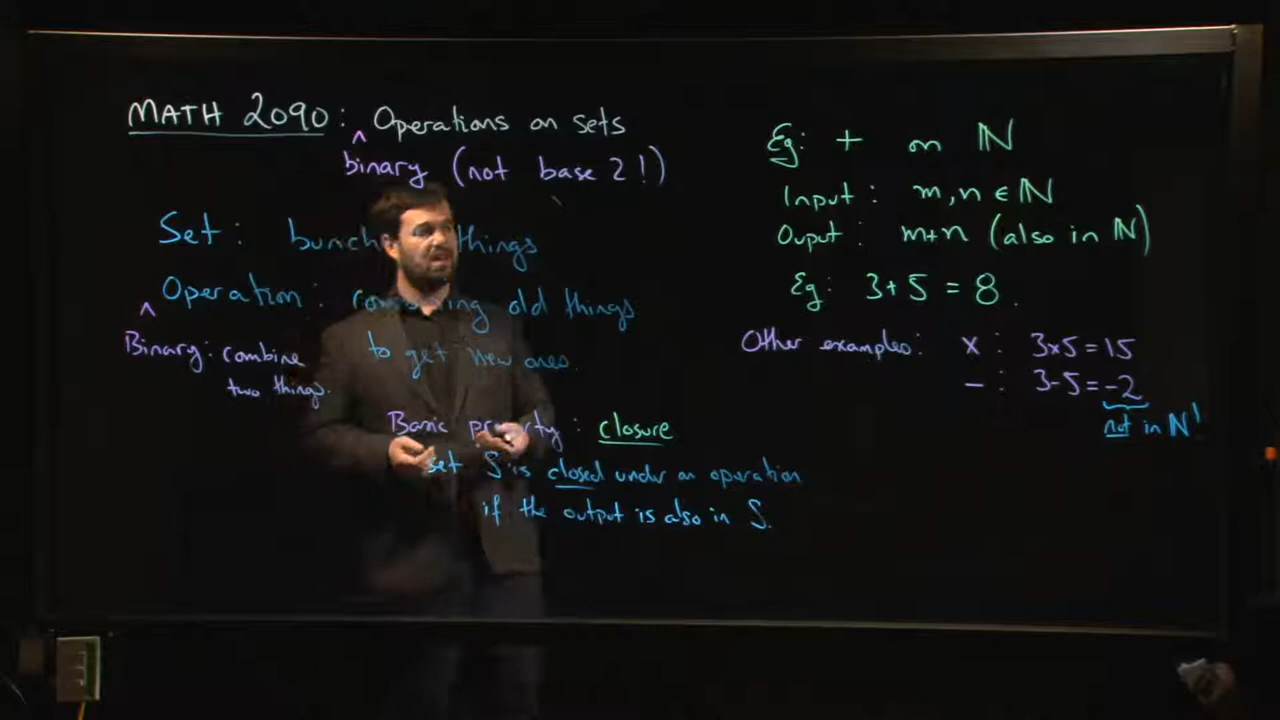 MATH 2090: Operations on sets
^
binary (not base 2!)
Set: bunch things
Operation: combining old things
^
to get new ones.
Binary: combine
two things.
Basic property: closure
set S is closed under an operation
if the output is also in S.
Eg: + on ℕ
Input: m,n ∈ ℕ
Ouput: m+n (also in ℕ)
Eg: 3+5 = 8.
Other examples: × : 3×5=15
− : 3-5=-2
not in ℕ!